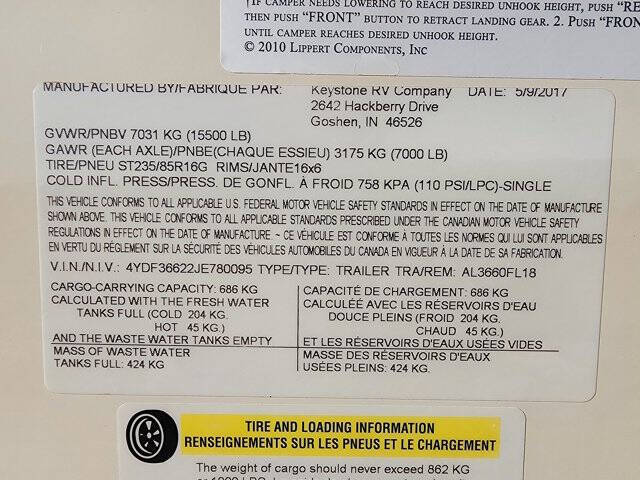 IF CAMPER NEEDS LOWERING TO REACH DESIRED UNHOOK HEIGHT, PUSH "RE
THEN PUSH "FRONT" BUTTON TO RETRACT LANDING GEAR. 2. PUSH "FRON
UNTIL CAMPER REACHES DESIRED UNHOOK HEIGHT.
© 2010 LIPPERT COMPONENTS, INC
MANUFACTURED BY/FABRIQUE PAR: Keystone RV Company DATE: 5/9/2017
2642 Hackberry Drive
Goshen, IN 46526
GVWR/PNBV 7031 KG (15500 LB)
GAWR (EACH AXLE)/PNBE(CHAQUE ESSIEU) 3175 KG (7000 LB)
TIRE/PNEU ST235/85R16G RIMS/JANTE16x6
COLD INFL. PRESS/PRESS. DE GONFL. À FROID 758 KPA (110 PSI/LPC)-SINGLE
THIS VEHICLE CONFORMS TO ALL APPLICABLE U.S. FEDERAL MOTOR VEHICLE SAFETY STANDARDS IN EFFECT ON THE DATE OF MANUFACTURE
SHOWN ABOVE. THIS VEHICLE CONFORMS TO ALL APPLICABLE STANDARDS PRESCRIBED UNDER THE CANADIAN MOTOR VEHICLE SAFETY
REGULATIONS IN EFFECT ON THE DATE OF MANUFACTURE ~ CE VÉHICULE EST CONFORME À TOUTES LES NORMES QUI LUI SONT APPLICABLES
EN VERTU DU RÉGLEMENT SUR LA SÉCURITÉ DES VÉHICULES AUTOMOBILES DU CANADA EN VIGUEUR À LA DATE DE SA FABRICATION.
V.I.N./N.I.V.: 4YDF36622JE780095 TYPE/TYPE: TRAILER TRA/REM: AL3660FL18
CARGO-CARRYING CAPACITY: 686 KG
CALCULATED WITH THE FRESH WATER
TANKS FULL (COLD 204 KG.
HOT 45 KG.)
AND THE WASTE WATER TANKS EMPTY
MASS OF WASTE WATER
TANKS FULL: 424 KG
CAPACITÉ DE CHARGEMENT: 686 KG
CALCULÉE AVEC LES RÉSERVOIRS D'EAU
DOUCE PLEINS (FROID 204 KG.
CHAUD 45 KG.)
ET LES RÉSERVOIRS D'EAUX USÉES VIDES
MASSE DES RÉSERVOIRS D'EAUX
USÉES PLEINS: 424 KG.
TIRE AND LOADING INFORMATION
RENSEIGNEMENTS SUR LES PNEUS ET LE CHARGEMENT
The weight of cargo should never exceed 862 KG